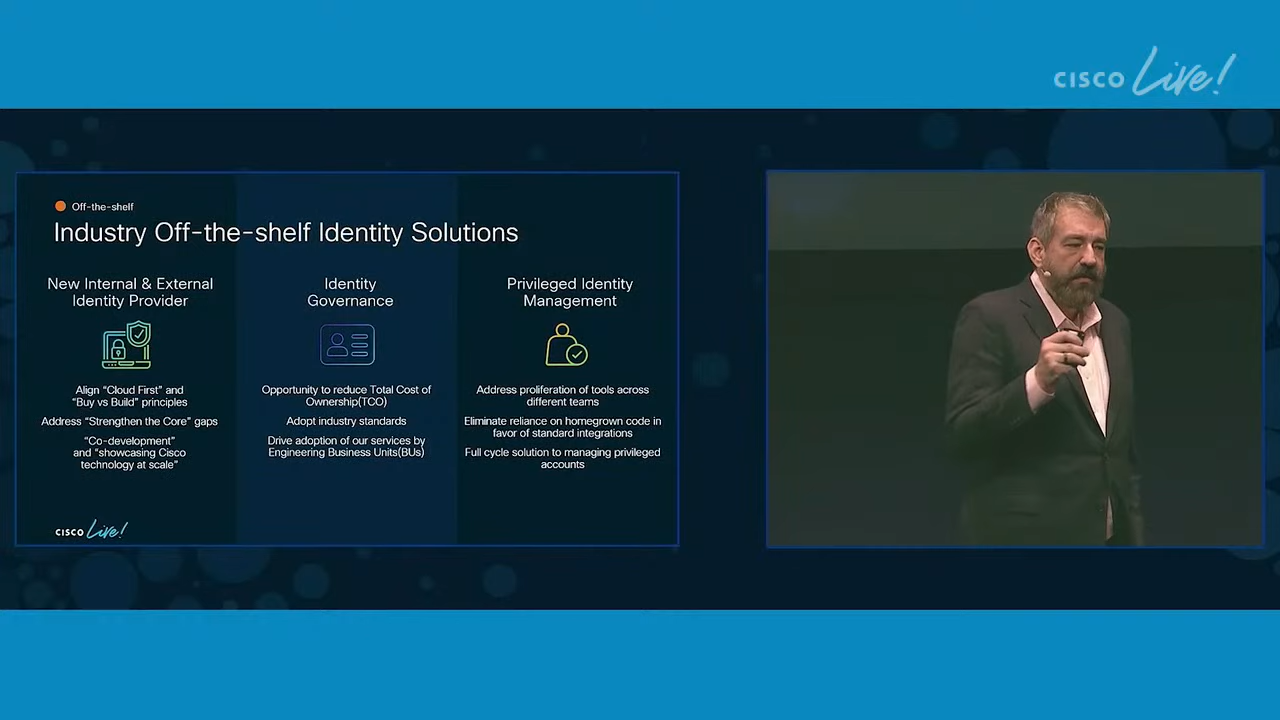 CISCO Live!
Off-the-shelf
Industry Off-the-shelf Identity Solutions
New Internal & External
Identity Provider
Align “Cloud First” and
“Buy vs Build” principles
Address “Strengthen the Core” gaps
“Co-development”
and “showcasing Cisco
technology at scale”
Identity
Governance
Opportunity to reduce Total Cost of
Ownership(TCO)
Adopt industry standards
Drive adoption of our services by
Engineering Business Units(BUs)
Privileged Identity
Management
Address proliferation of tools across
different teams
Eliminate reliance on homegrown code in
favor of standard integrations
Full cycle solution to managing privileged
accounts
CISCO Live!